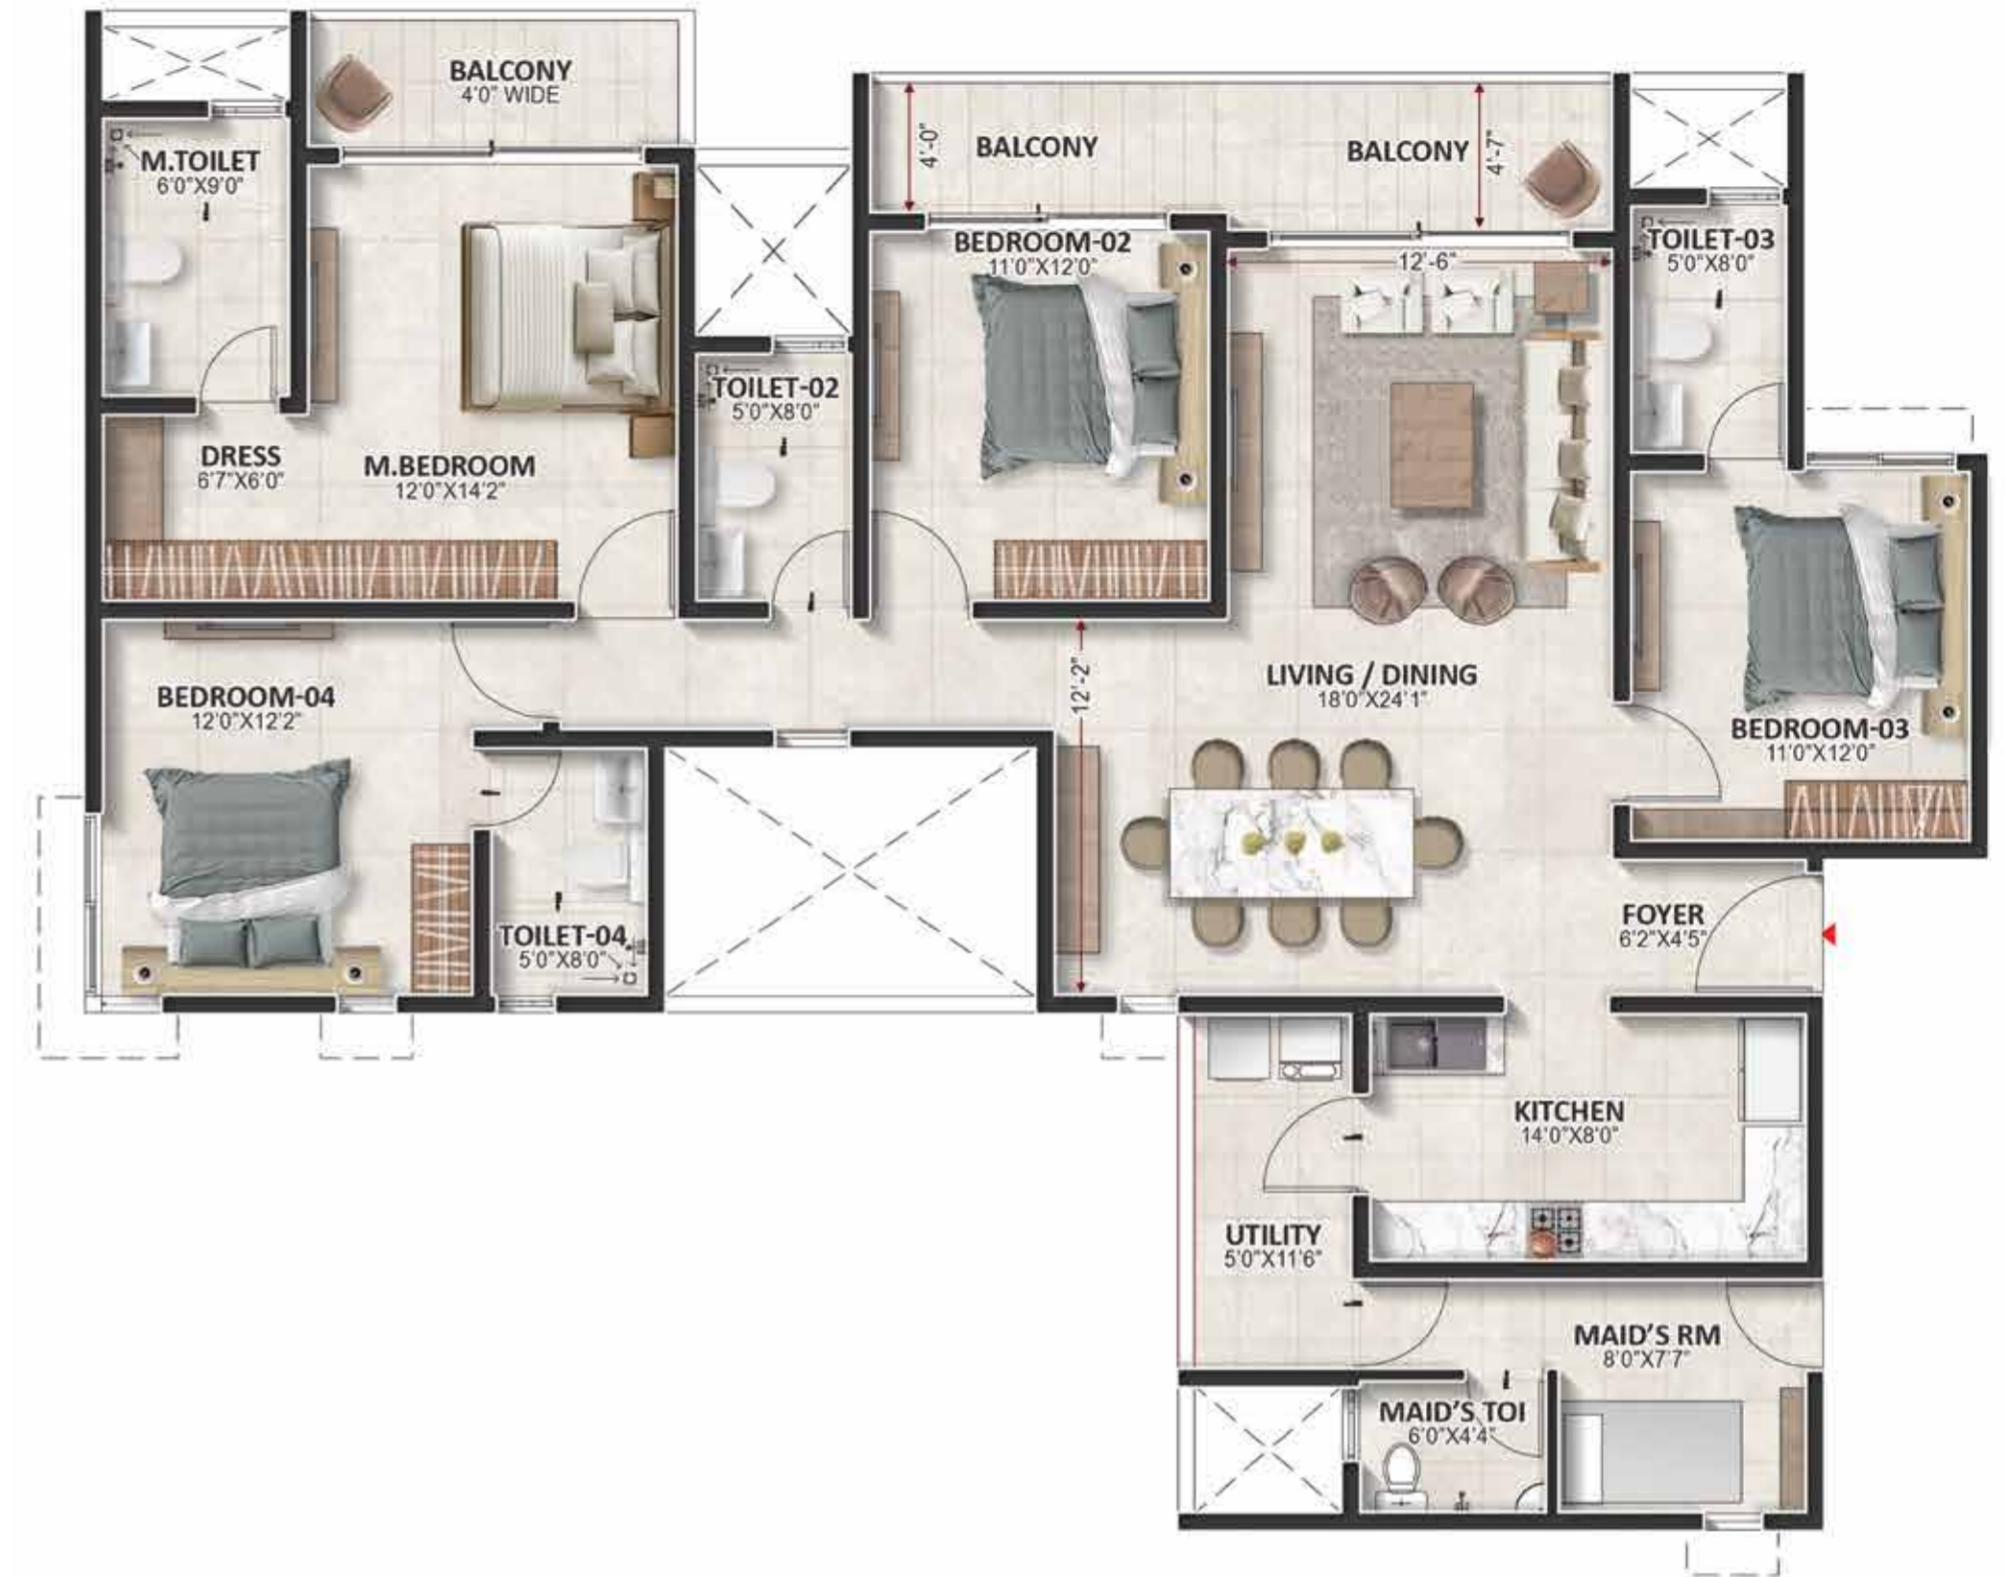 BALCONY
4'0" WIDE
M.TOILET
6'0"X9'0"
BALCONY
4'-0"
BALCONY
4'-7"
BEDROOM-02
11'0"X12'0"
12'-6"
TOILET-03
5'0"X8'0"
TOILET-02
5'0"X8'0"
DRESS
6'7"X6'0"
M.BEDROOM
12'0"X14'2"
BEDROOM-04
12'0"X12'2"
12'-2"
LIVING / DINING
18'0"X24'1"
BEDROOM-03
11'0"X12'0"
FOYER
6'2"X4'5"
TOILET-04
5'0"X8'0"
KITCHEN
14'0"X8'0"
UTILITY
5'0"X11'6"
MAID'S RM
8'0"X7'7"
MAID'S TOI
6'0"X4'4"